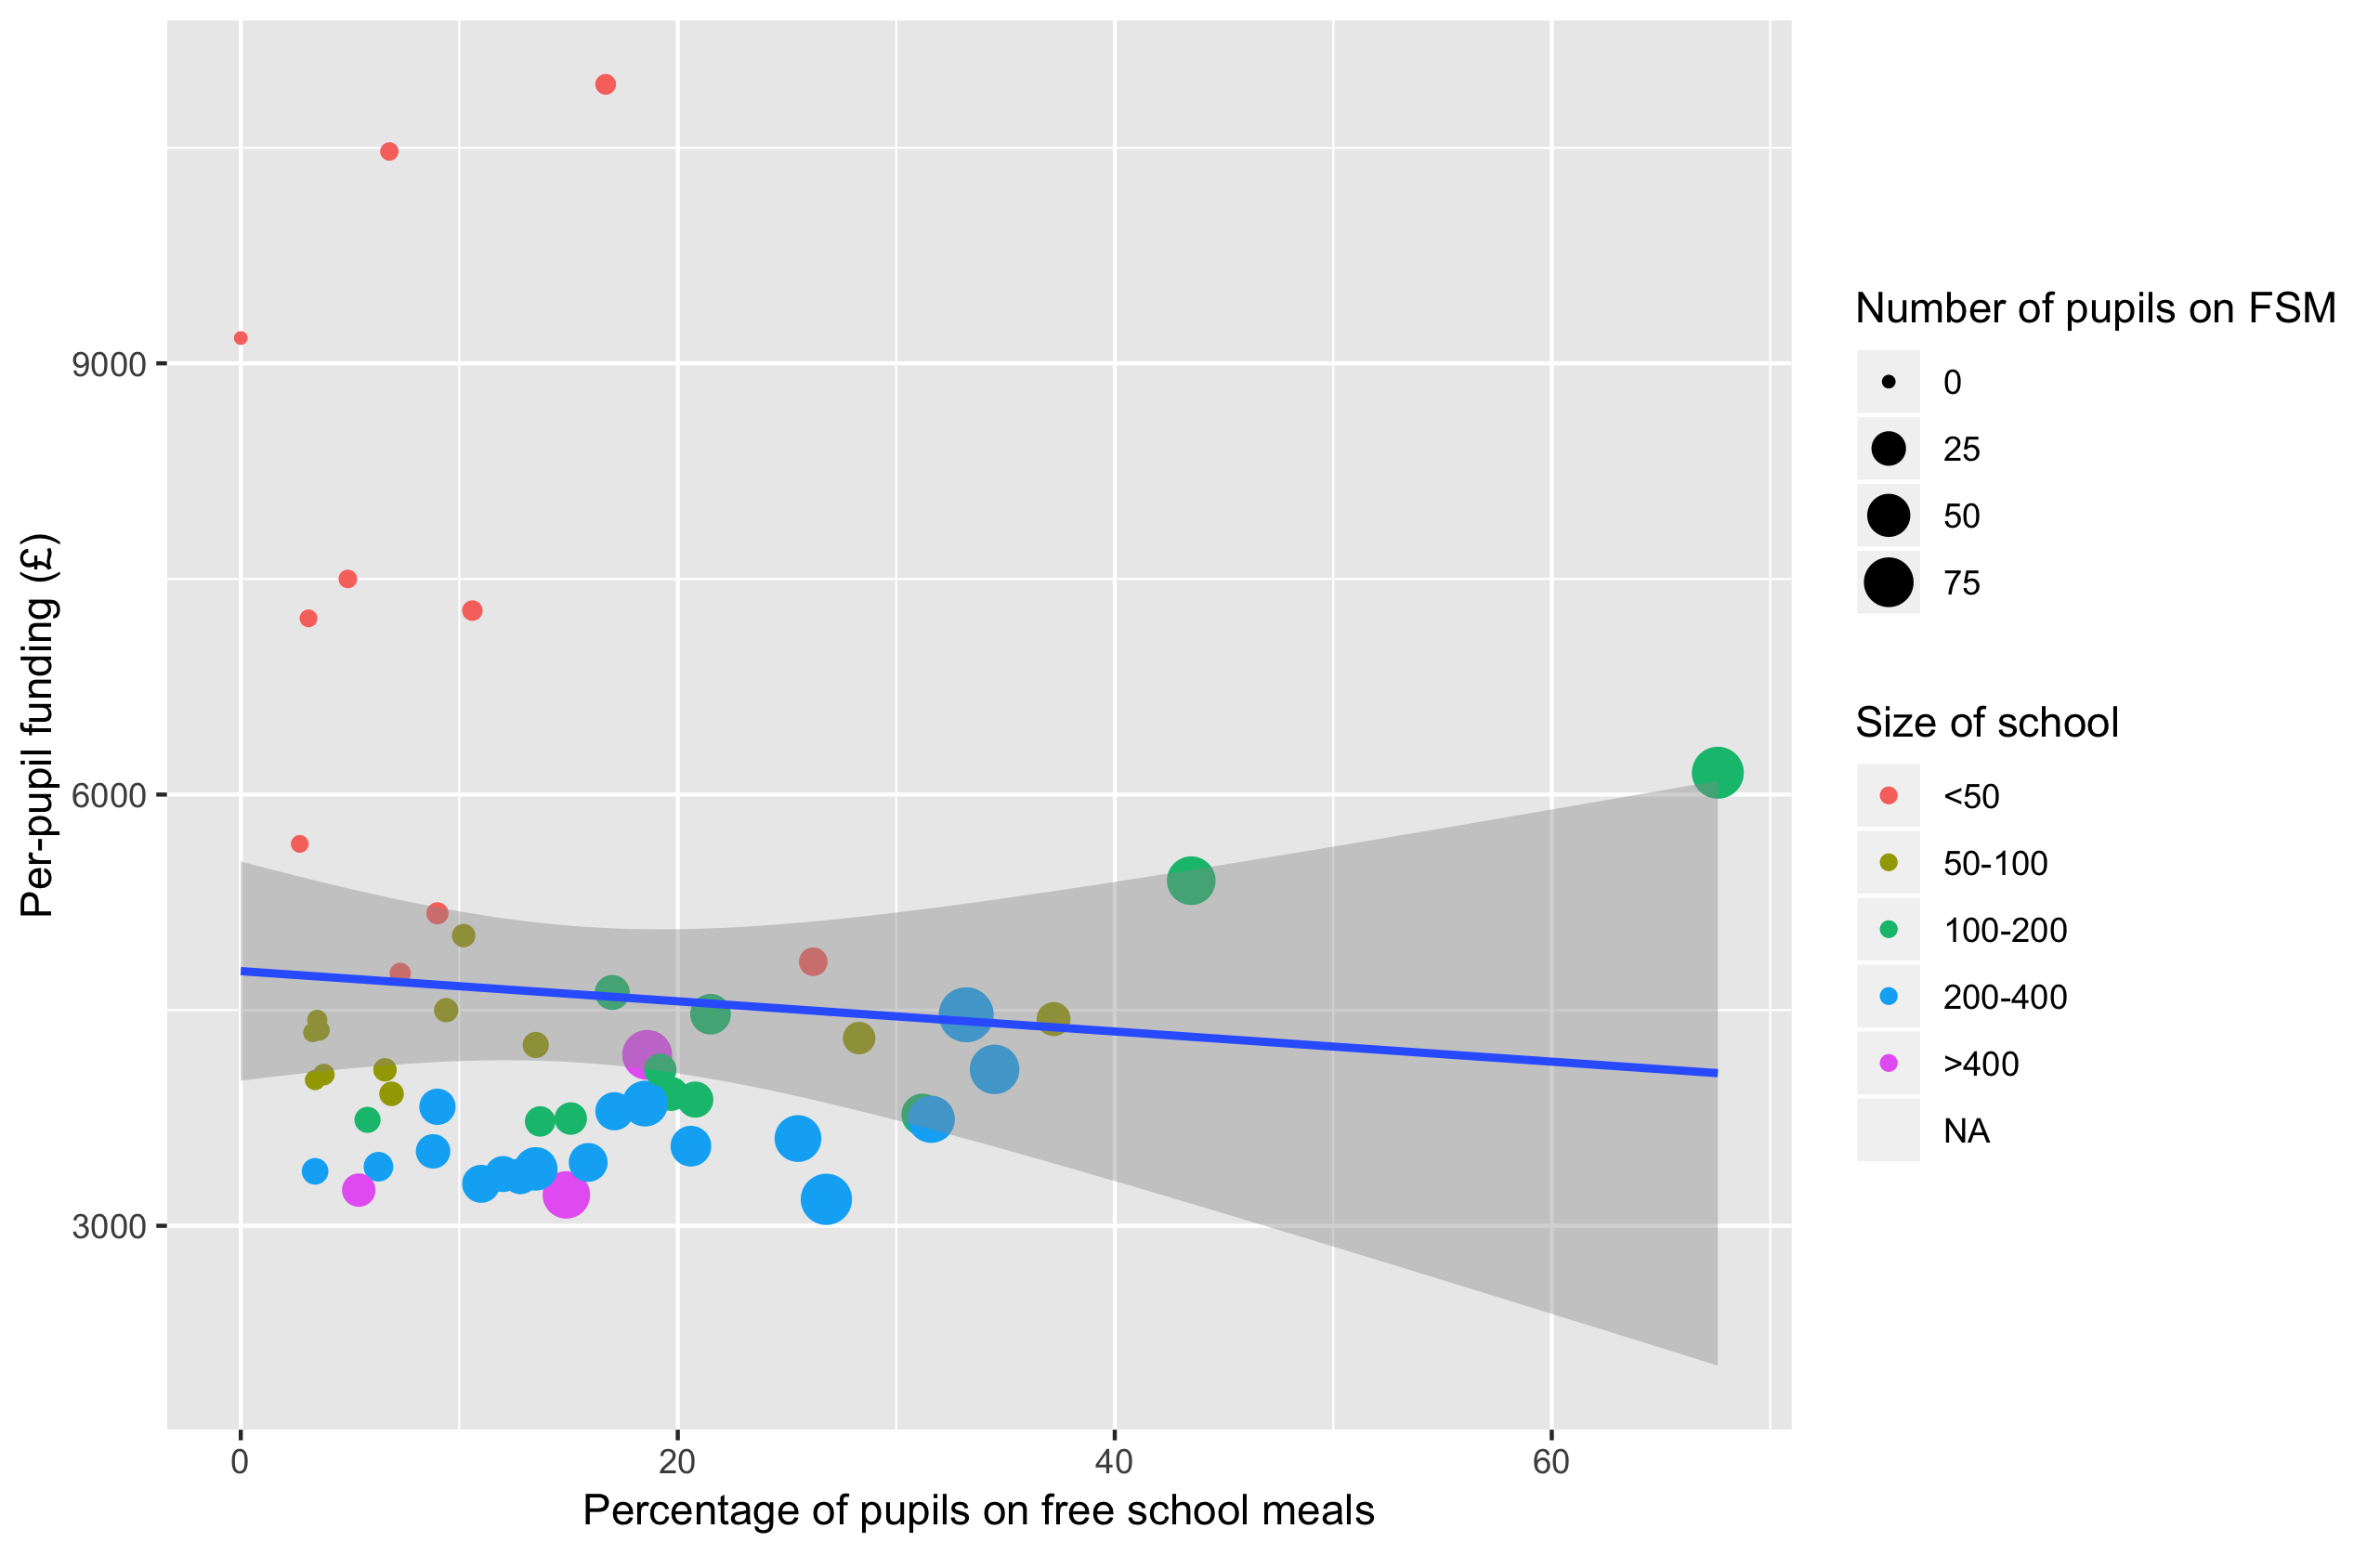 Per-pupil funding (£)
9000
6000
3000
0 20 40 60
Percentage of pupils on free school meals
Number of pupils on FSM
0
25
50
75
Size of school
<50
50-100
100-200
200-400
>400
NA